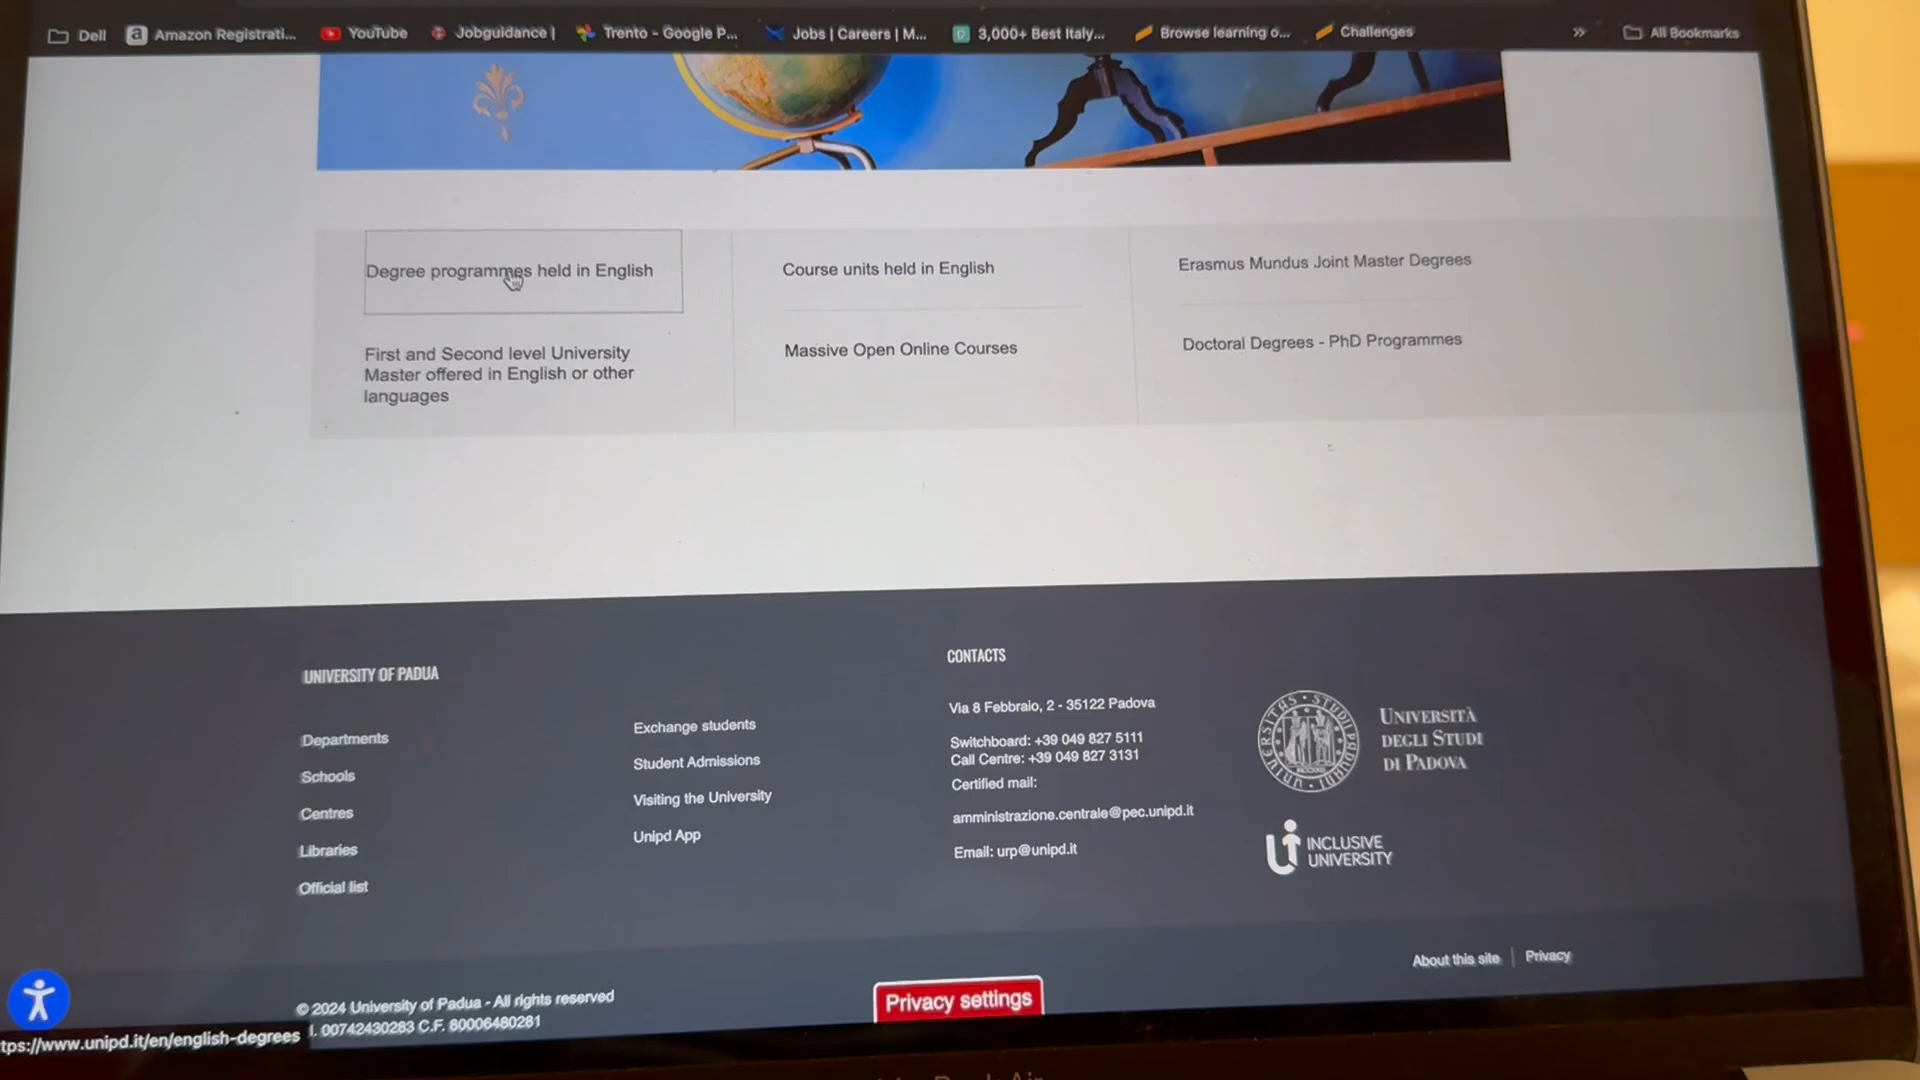 Dell
Amazon Registrati...
YouTube
Jobguidance |
Trento - Google P...
Jobs | Careers | M...
3,000+ Best Italy...
Browse learning o...
Challenges
»
All Bookmarks
Degree programmes held in English
Course units held in English
Erasmus Mundus Joint Master Degrees
First and Second level University
Master offered in English or other
languages
Massive Open Online Courses
Doctoral Degrees - PhD Programmes
UNIVERSITY OF PADUA
Departments
Schools
Centres
Libraries
Official list
Exchange students
Student Admissions
Visiting the University
Unipd App
CONTACTS
Via 8 Febbraio, 2 - 35122 Padova
Switchboard: +39 049 827 5111
Call Centre: +39 049 827 3131
Certified mail:
amministrazione.centrale@pec.unipd.it
Email: urp@unipd.it
UNIVERSITÀ
DEGLI STUDI
DI PADOVA
INCLUSIVE
UNIVERSITY
About this site | Privacy
© 2024 University of Padua - All rights reserved
I. 00742430283 C.F. 80006480281
Privacy settings
tps://www.unipd.it/en/english-degrees